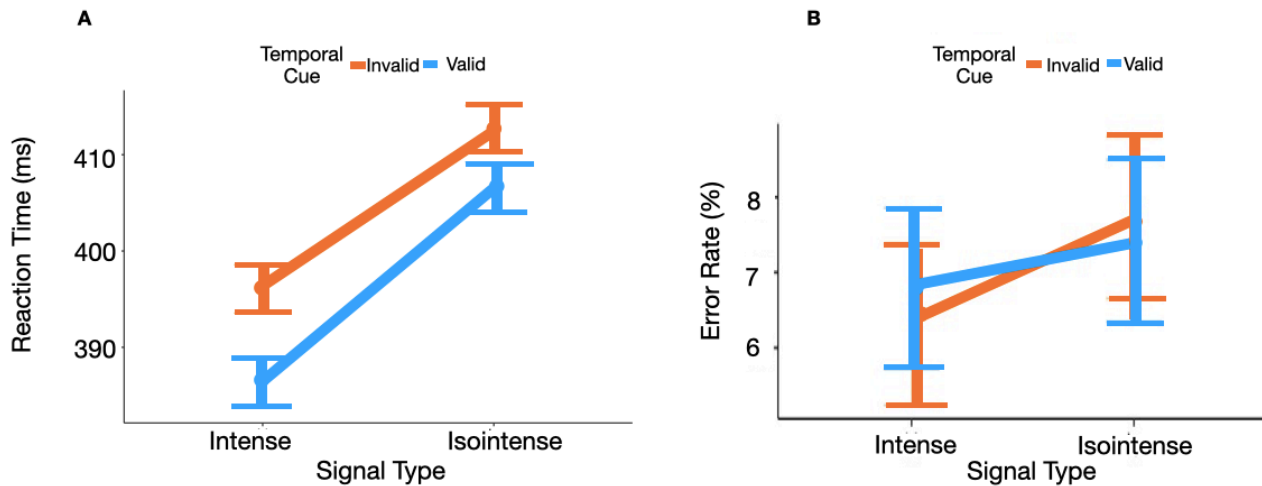 A
Temporal
Cue
Invalid
Valid
Reaction Time (ms)
410
400
390
Intense
Isointense
Signal Type
B
Temporal
Cue
Invalid
Valid
Error Rate (%)
8
7
6
Intense
Isointense
Signal Type